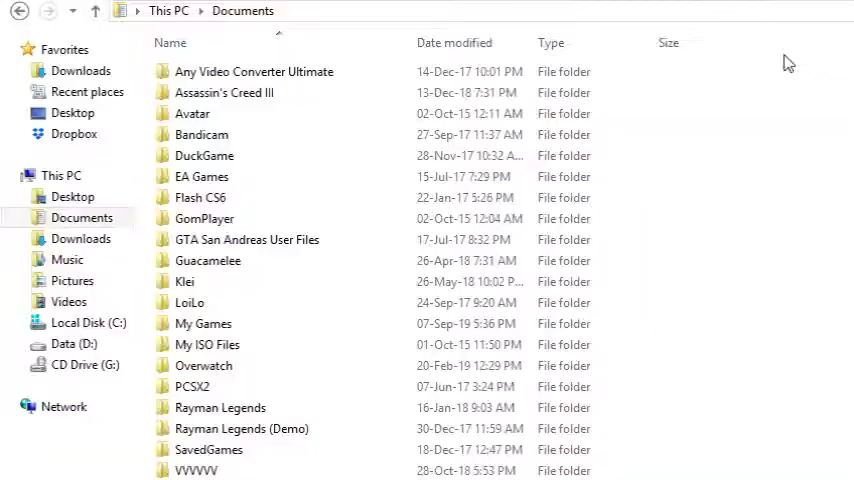 This PC Documents
Name Date modified Type Size
Favorites
Downloads
Recent places
Desktop
Dropbox
This PC
Desktop
Documents
Downloads
Music
Pictures
Videos
Local Disk (C:)
Data (D:)
CD Drive (G:)
Network
Any Video Converter Ultimate 14-Dec-17 10:01 PM File folder
Assassin's Creed III 13-Dec-18 7:31 PM File folder
Avatar 02-Oct-15 12:11 AM File folder
Bandicam 27-Sep-17 11:37 AM File folder
DuckGame 28-Nov-17 10:32 A... File folder
EA Games 15-Jul-17 7:29 PM File folder
Flash CS6 22-Jan-17 5:26 PM File folder
GomPlayer 02-Oct-15 12:04 AM File folder
GTA San Andreas User Files 17-Jul-17 8:32 PM File folder
Guacamelee 26-Apr-18 7:31 AM File folder
Klei 26-May-18 10:02 P... File folder
LoiLo 24-Sep-17 9:20 AM File folder
My Games 07-Sep-19 5:36 PM File folder
My ISO Files 01-Oct-15 11:50 PM File folder
Overwatch 20-Feb-19 12:29 PM File folder
PCSX2 07-Jun-17 3:24 PM File folder
Rayman Legends 16-Jan-18 9:03 AM File folder
Rayman Legends (Demo) 30-Dec-17 11:59 AM File folder
SavedGames 18-Dec-17 12:47 PM File folder
VVVVVV 28-Oct-18 5:53 PM File folder